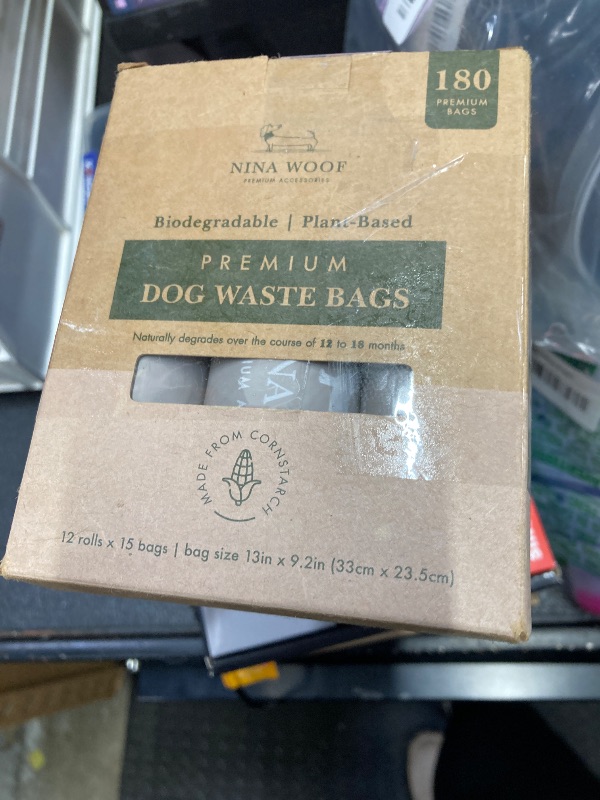 180
PREMIUM
BAGS
NINA WOOF
PREMIUM ACCESSORIES
Biodegradable | Plant-Based
PREMIUM
DOG WASTE BAGS
Naturally degrades over the course of 12 to 18 months
NA
MADE FROM CORNSTARCH
12 rolls x 15 bags | bag size 13in x 9.2in (33cm x 23.5cm)